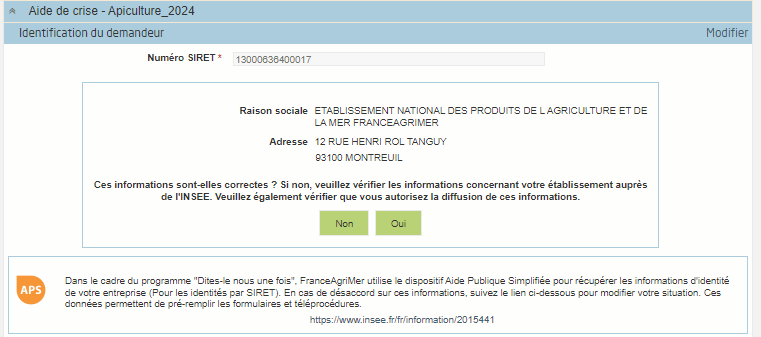 Aide de crise - Apiculture_2024
Identification du demandeur Modifier
Numéro SIRET * 13000636400017
Raison sociale ETABLISSEMENT NATIONAL DES PRODUITS DE L AGRICULTURE ET DE
LA MER FRANCEAGRIMER
Adresse 12 RUE HENRI ROL TANGUY
93100 MONTREUIL
Ces informations sont-elles correctes ? Si non, veuillez vérifier les informations concernant votre établissement auprès
de l'INSEE. Veuillez également vérifier que vous autorisez la diffusion de ces informations.
Non Oui
APS
Dans le cadre du programme "Dites-le nous une fois", FranceAgriMer utilise le dispositif Aide Publique Simplifiée pour récupérer les informations d'identité
de votre entreprise (Pour les identités par SIRET). En cas de désaccord sur ces informations, suivez le lien ci-dessous pour modifier votre situation. Ces
données permettent de pré-remplir les formulaires et téléprocédures.
https://www.insee.fr/fr/information/2015441